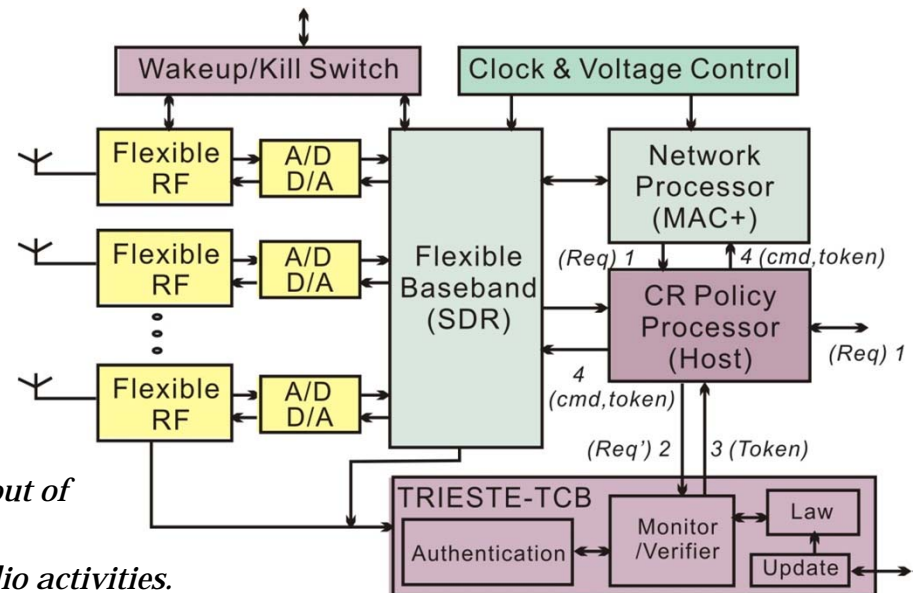 Wakeup/Kill Switch
Clock & Voltage Control
Flexible
RF
A/D
D/A
Flexible
RF
A/D
D/A
Flexible
RF
A/D
D/A
Flexible
Baseband
(SDR)
Network
Processor
(MAC+)
(Req) 1
4 (cmd,token)
CR Policy
Processor
(Host)
(Req) 1
4
(cmd,token)
(Req') 2
3 (Token)
TRIESTE-TCB
Authentication
Monitor
/Verifier
Law
Update
out of
dio activities.